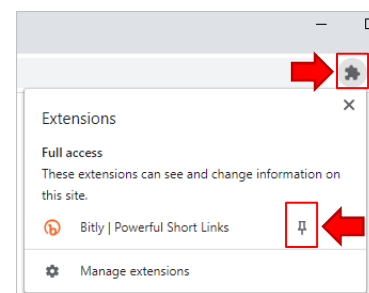 Extensions
Full access
These extensions can see and change information on
this site.
Bitly | Powerful Short Links
Manage extensions